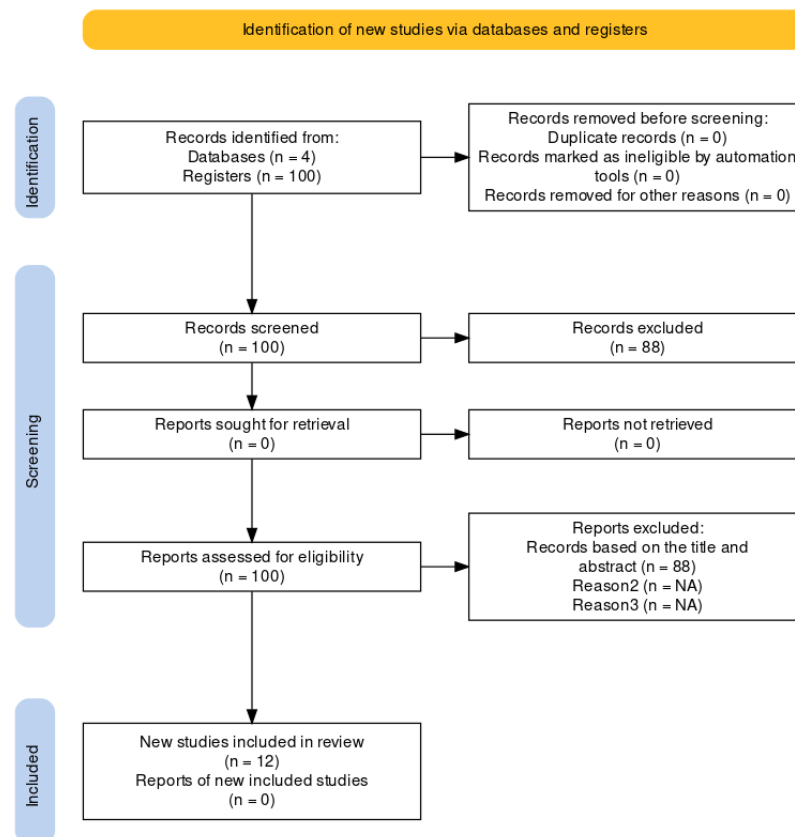 Identification of new studies via databases and registers
Identification
Records identified from:
Databases (n = 4)
Registers (n = 100)
Records removed before screening:
Duplicate records (n = 0)
Records marked as ineligible by automation
tools (n = 0)
Records removed for other reasons (n = 0)
Screening
Records screened
(n = 100)
Records excluded
(n = 88)
Reports sought for retrieval
(n = 0)
Reports not retrieved
(n = 0)
Reports assessed for eligibility
(n = 100)
Reports excluded:
Records based on the title and
abstract (n = 88)
Reason2 (n = NA)
Reason3 (n = NA)
Included
New studies included in review
(n = 12)
Reports of new included studies
(n = 0)